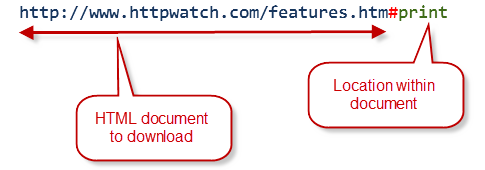 http://www.httpwatch.com/features.htm#print
HTML document
to download
Location within
document